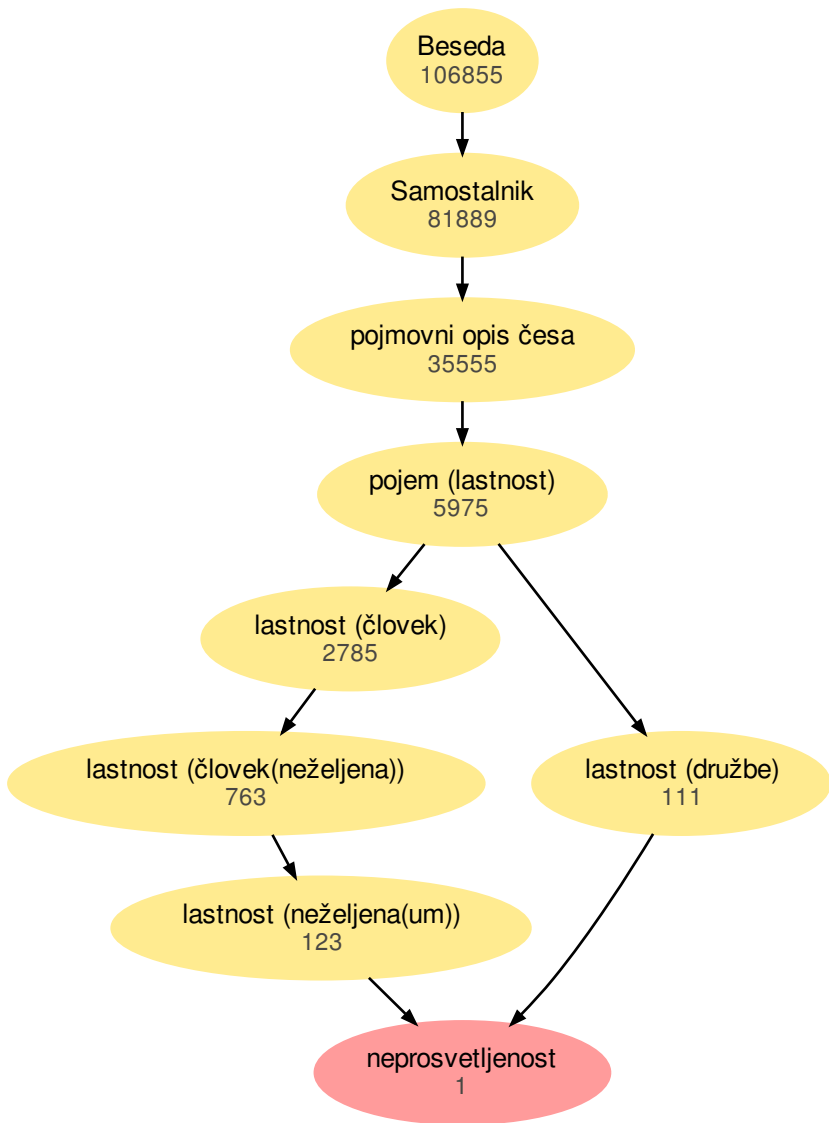 Beseda
106855
Samostalnik
81889
pojmovni opis česa
35555
pojem (lastnost)
5975
lastnost (človek)
2785
lastnost (človek(neželjena))
763
lastnost (družbe)
111
lastnost (neželjena(um))
123
neprosvetljenost
1